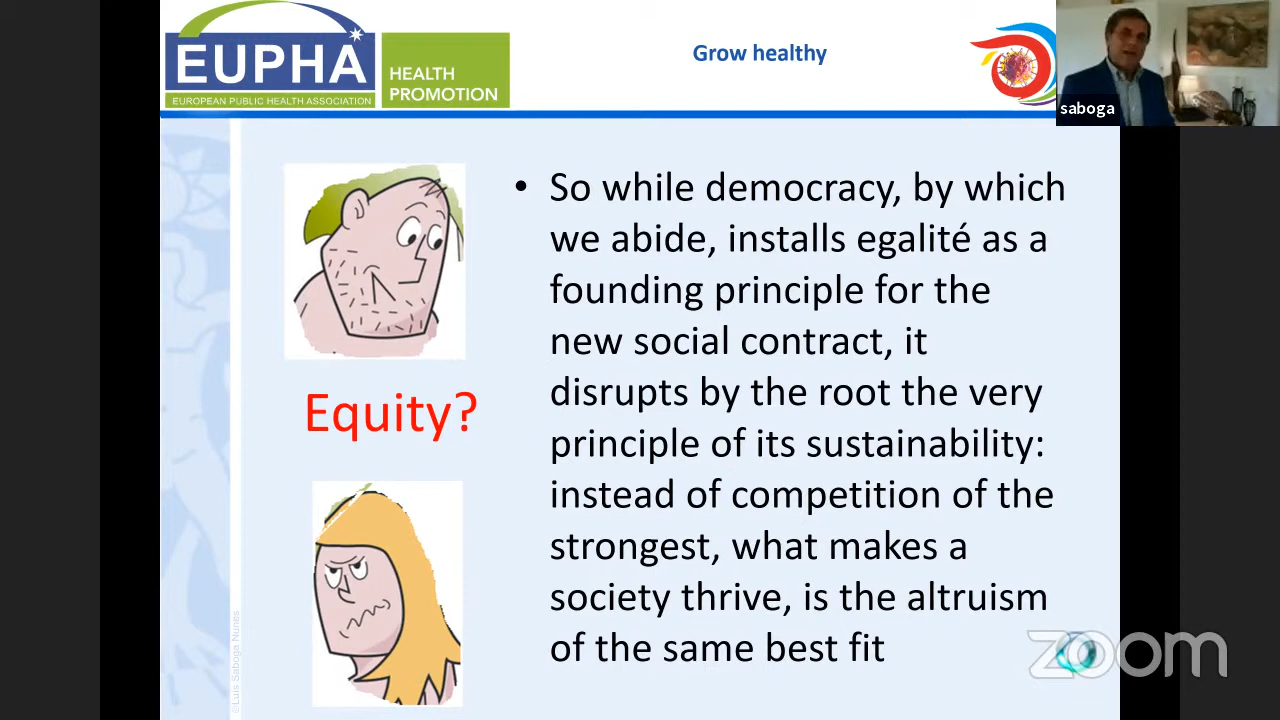 EUPHA
EUROPEAN PUBLIC HEALTH ASSOCIATION
HEALTH
PROMOTION
Grow healthy
saboga
• So while democracy, by which
we abide, installs egalité as a
founding principle for the
new social contract, it
disrupts by the root the very
principle of its sustainability:
instead of competition of the
strongest, what makes a
society thrive, is the altruism
of the same best fit
Equity?
©Luís Saboga Nunes
zoom